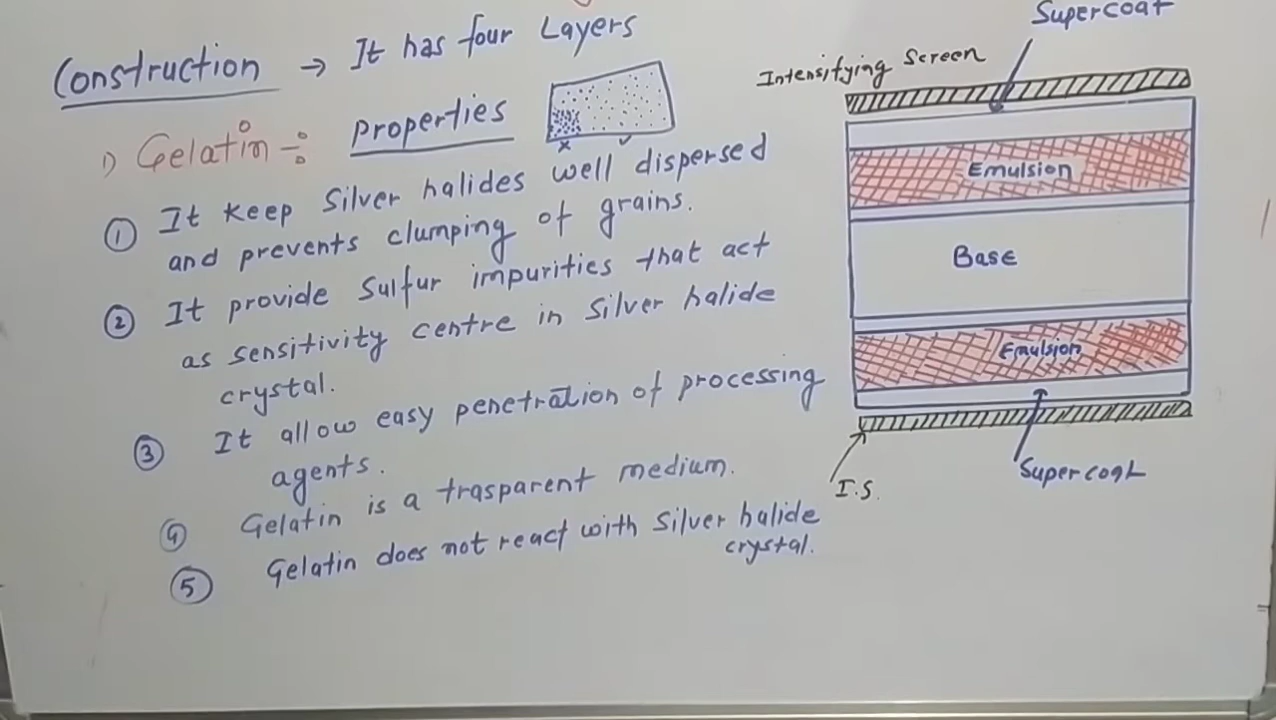 Construction → It has four Layers
1) Gelatin ÷ Properties
x ✓
① It keep silver halides well dispersed
and prevents clumping of grains.
② It provide sulfur impurities that act
as sensitivity centre in silver halide
crystal.
③ It allow easy penetration of processing
agents.
④ Gelatin is a trasparent medium.
⑤ Gelatin does not react with silver halide
crystal.
Supercoat
Intensifying Screen
Emulsion
Base
Emulsion
Supercoat
I.S.